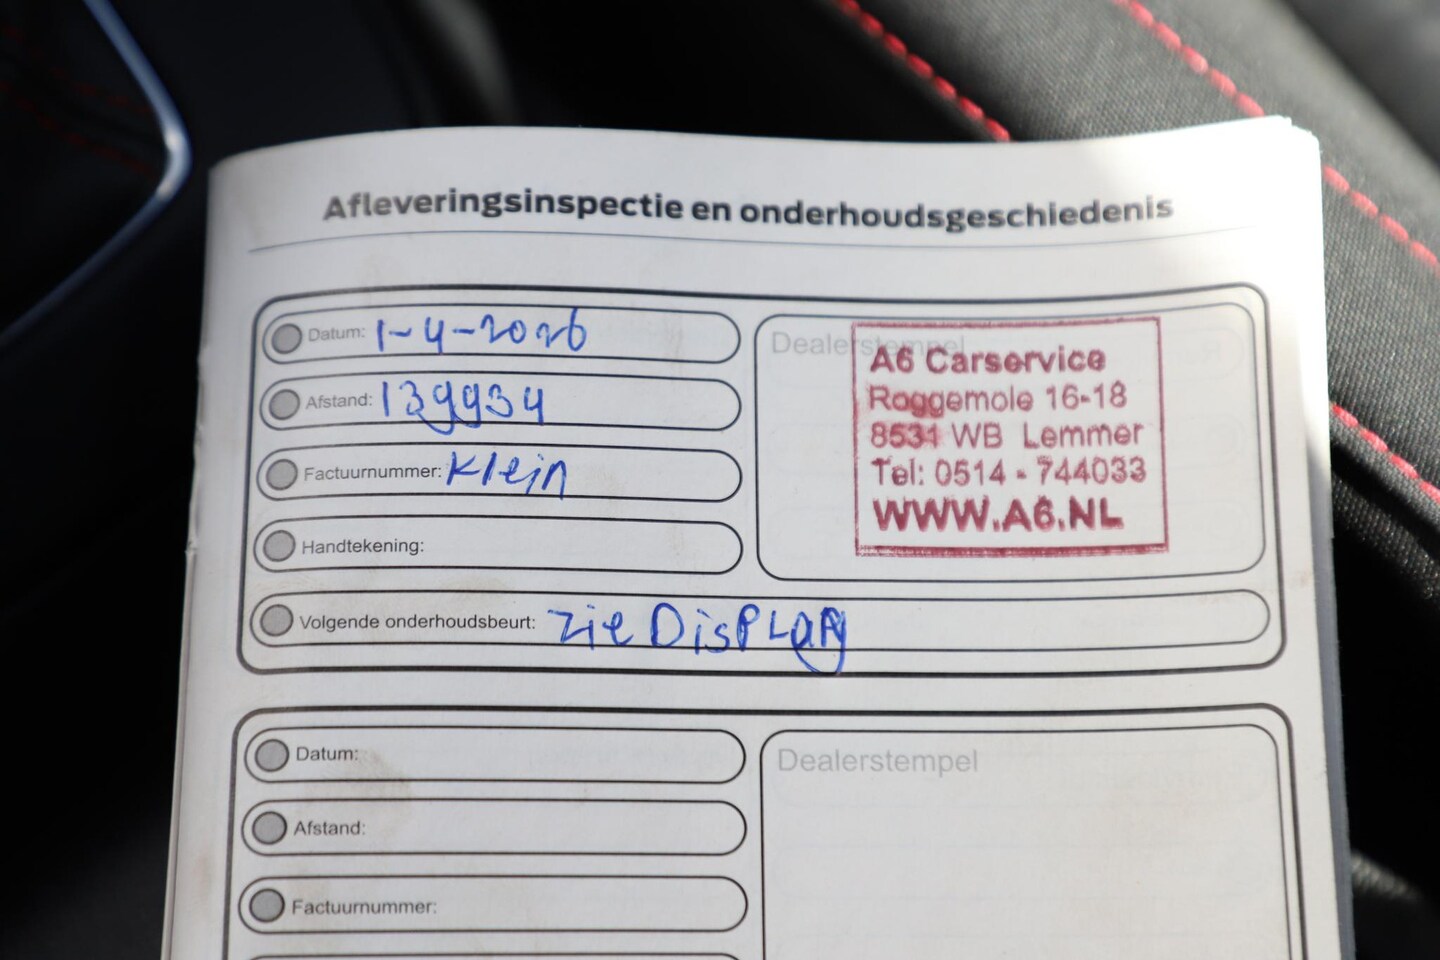 Afleveringsinspectie en onderhoudsgeschiedenis
Datum: 1-4-2026
Afstand: 139934
Factuurnummer: Klein
Handtekening:
Volgende onderhoudsbeurt: zie DisPLay
Dealerstempel
A6 Carservice
Roggemole 16-18
8531 WB Lemmer
Tel: 0514 - 744033
WWW.A6.NL
Datum:
Afstand:
Factuurnummer:
Dealerstempel